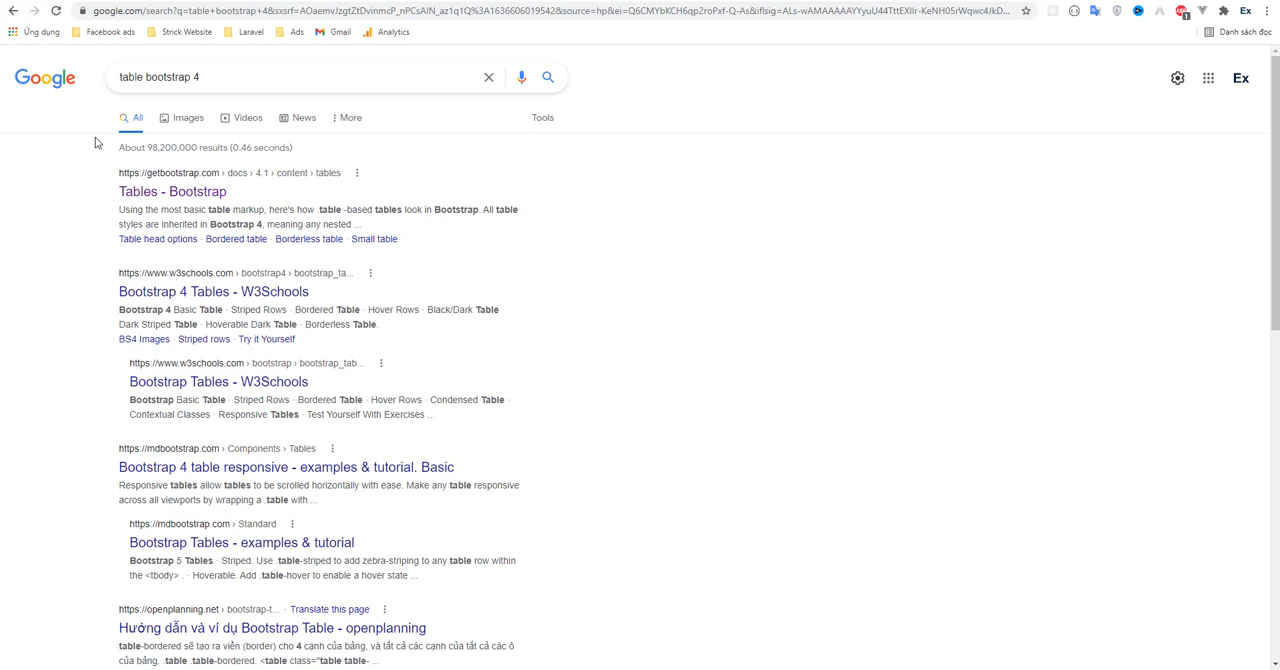 google.com/search?q=table+bootstrap+4&sxsrf=AOaemvJzgtZtDvinmcP_nPCsAIN_az1q1Q%3A1636606019542&source=hp&ei=Q6CMYbKCH6qp2roPxf-Q-As&iflsig=ALs-wAMAAAAAYYyuU44TttEXIIr-KeNH05rWqwc4JkD...
Ex
Ứng dụng Facebook ads Strick Website Laravel Ads Gmail Analytics Danh sách đọc
Google table bootstrap 4 Ex
All Images Videos News More Tools
About 98,200,000 results (0.46 seconds)
https://getbootstrap.com › docs › 4.1 › content › tables
Tables - Bootstrap
Using the most basic table markup, here's how .table -based tables look in Bootstrap. All table
styles are inherited in Bootstrap 4, meaning any nested ...
Table head options · Bordered table · Borderless table · Small table
https://www.w3schools.com › bootstrap4 › bootstrap_ta...
Bootstrap 4 Tables - W3Schools
Bootstrap 4 Basic Table · Striped Rows · Bordered Table · Hover Rows · Black/Dark Table ·
Dark Striped Table · Hoverable Dark Table · Borderless Table.
BS4 Images · Striped rows · Try it Yourself
https://www.w3schools.com › bootstrap › bootstrap_tab...
Bootstrap Tables - W3Schools
Bootstrap Basic Table · Striped Rows · Bordered Table · Hover Rows · Condensed Table ·
Contextual Classes · Responsive Tables · Test Yourself With Exercises ...
https://mdbootstrap.com › Components › Tables
Bootstrap 4 table responsive - examples & tutorial. Basic
Responsive tables allow tables to be scrolled horizontally with ease. Make any table responsive
across all viewports by wrapping a .table with ...
https://mdbootstrap.com › Standard
Bootstrap Tables - examples & tutorial
Bootstrap 5 Tables · Striped. Use .table-striped to add zebra-striping to any table row within
the <tbody> . · Hoverable. Add .table-hover to enable a hover state ...
https://openplanning.net › bootstrap-t... · Translate this page
Hướng dẫn và ví dụ Bootstrap Table - openplanning
table-bordered sẽ tạo ra viền (border) cho 4 cạnh của bảng, và tất cả các cạnh của tất cả các ô
của bảng. .table .table-bordered. <table class="table table- ...